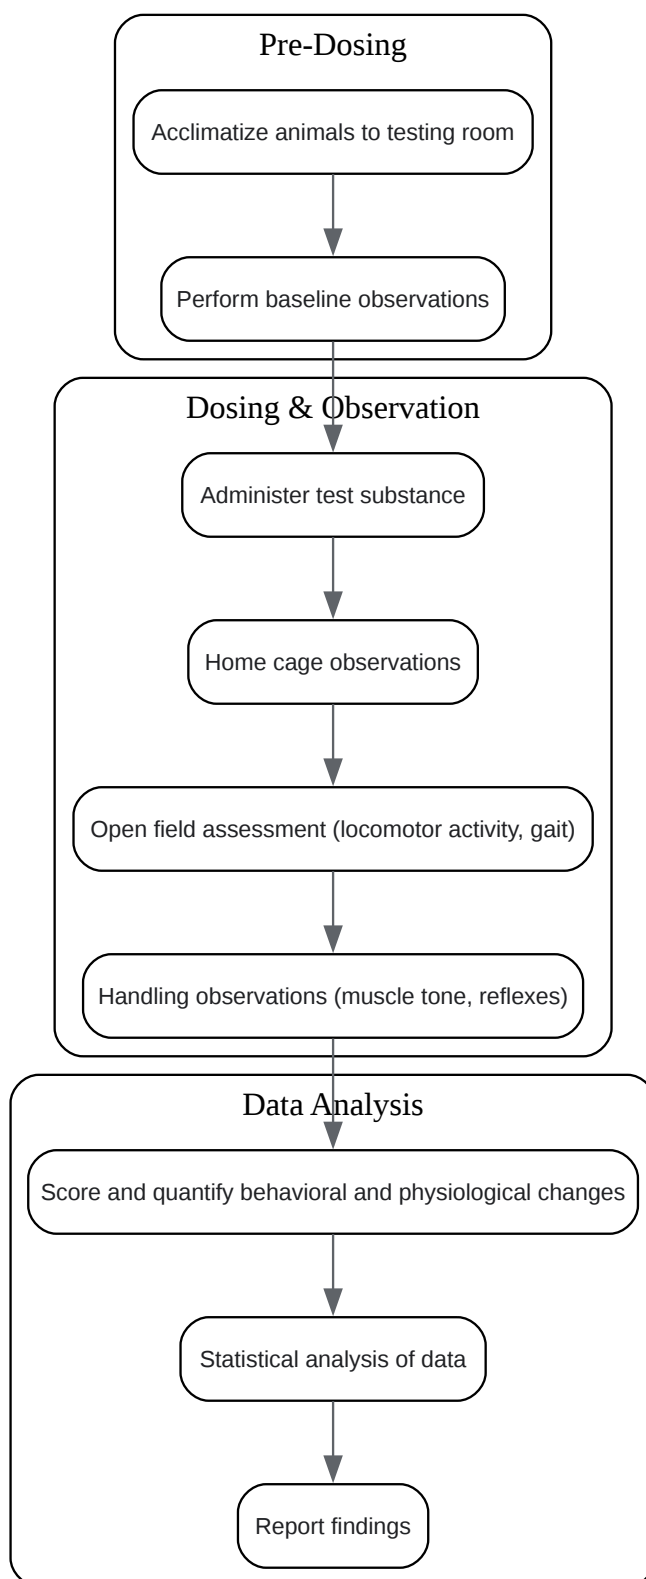 Pre-Dosing
Acclimatize animals to testing room
Perform baseline observations
Dosing & Observation
Administer test substance
Home cage observations
Open field assessment (locomotor activity, gait)
Handling observations (muscle tone, reflexes)
Data Analysis
Score and quantify behavioral and physiological changes
Statistical analysis of data
Report findings